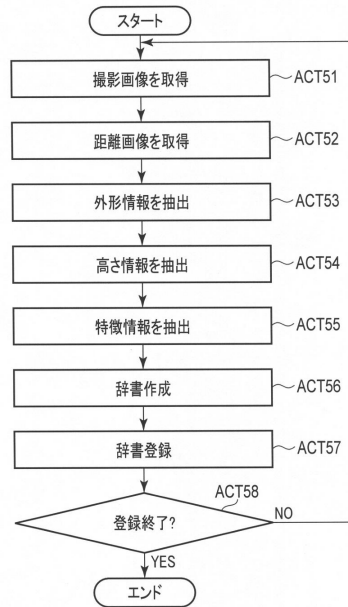 スタート
撮影画像を取得
ACT51
距離画像を取得
ACT52
外形情報を抽出
ACT53
高さ情報を抽出
ACT54
特徴情報を抽出
ACT55
辞書作成
ACT56
辞書登録
ACT57
ACT58
登録終了?
NO
YES
エンド